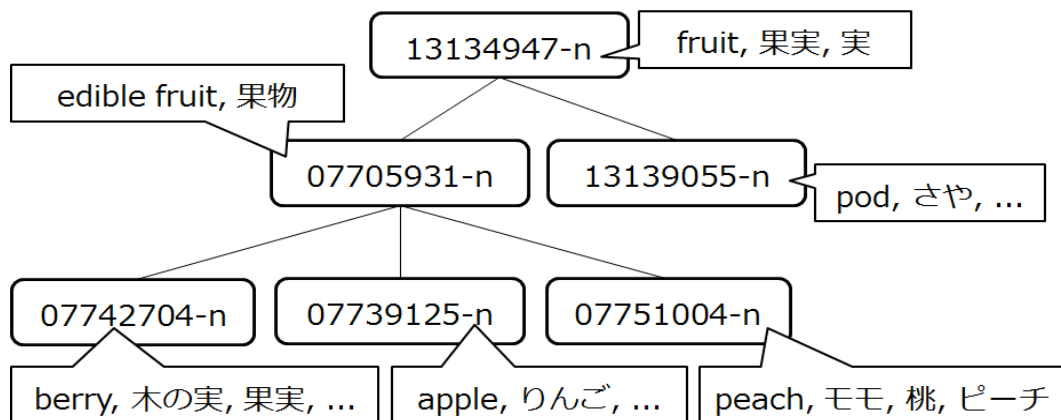 13134947-n
fruit, 果実, 実
edible fruit, 果物
07705931-n
13139055-n
pod, さや, ...
07742704-n
07739125-n
07751004-n
berry, 木の実, 果実, ...
apple, りんご, ...
peach, モモ, 桃, ピーチ